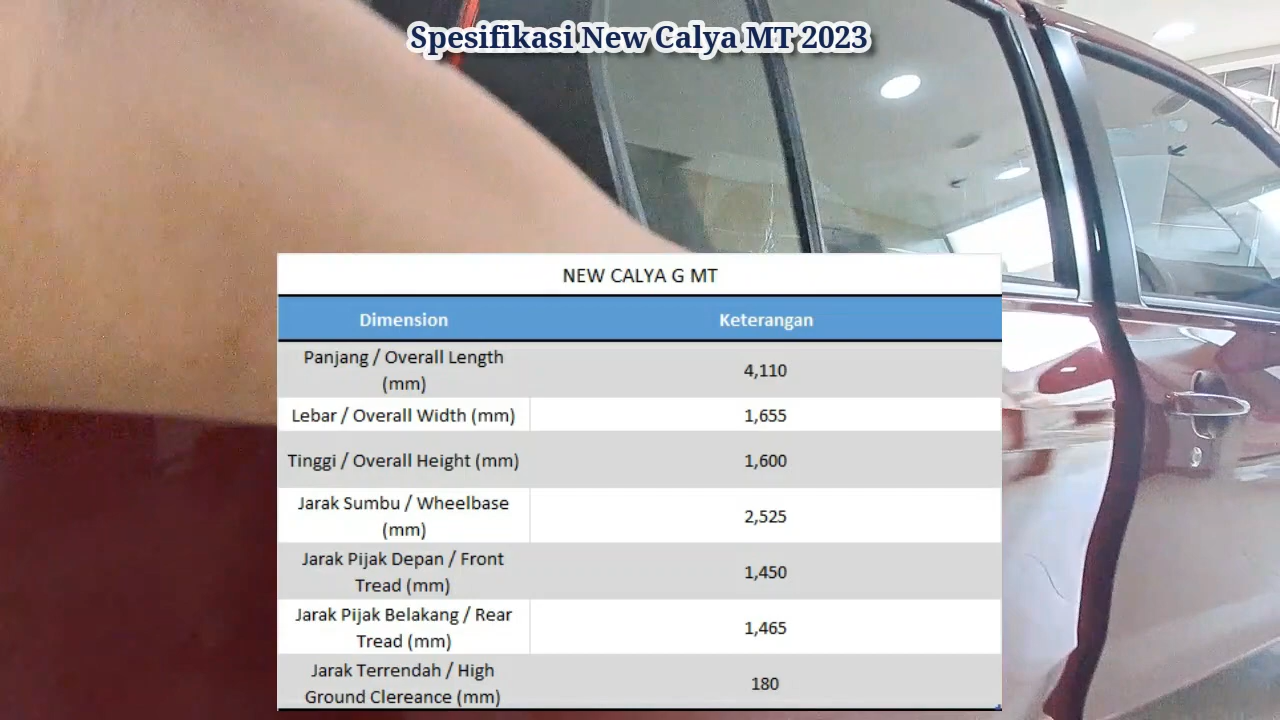 Spesifikasi New Calya MT 2023
NEW CALYA G MT
Dimension Keterangan
Panjang / Overall Length
(mm) 4,110
Lebar / Overall Width (mm) 1,655
Tinggi / Overall Height (mm) 1,600
Jarak Sumbu / Wheelbase
(mm) 2,525
Jarak Pijak Depan / Front
Tread (mm) 1,450
Jarak Pijak Belakang / Rear
Tread (mm) 1,465
Jarak Terrendah / High
Ground Clereance (mm) 180